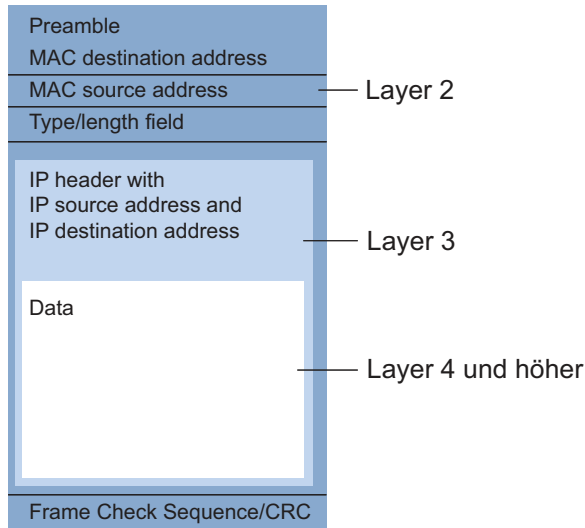 Preamble
MAC destination address
MAC source address
Layer 2
Type/length field
IP header with
IP source address and
IP destination address
Layer 3
Data
Layer 4 und höher
Frame Check Sequence/CRC